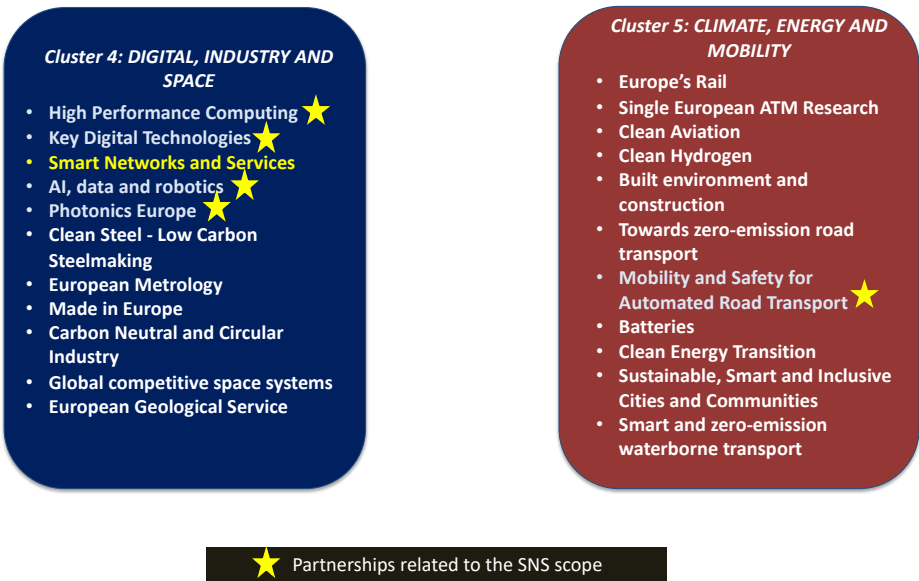 Cluster 4: DIGITAL, INDUSTRY AND
SPACE
• High Performance Computing
• Key Digital Technologies
• Smart Networks and Services
• AI, data and robotics
• Photonics Europe
• Clean Steel - Low Carbon
Steelmaking
• European Metrology
• Made in Europe
• Carbon Neutral and Circular
Industry
• Global competitive space systems
• European Geological Service
Cluster 5: CLIMATE, ENERGY AND
MOBILITY
• Europe’s Rail
• Single European ATM Research
• Clean Aviation
• Clean Hydrogen
• Built environment and
construction
• Towards zero-emission road
transport
• Mobility and Safety for
Automated Road Transport
• Batteries
• Clean Energy Transition
• Sustainable, Smart and Inclusive
Cities and Communities
• Smart and zero-emission
waterborne transport
Partnerships related to the SNS scope